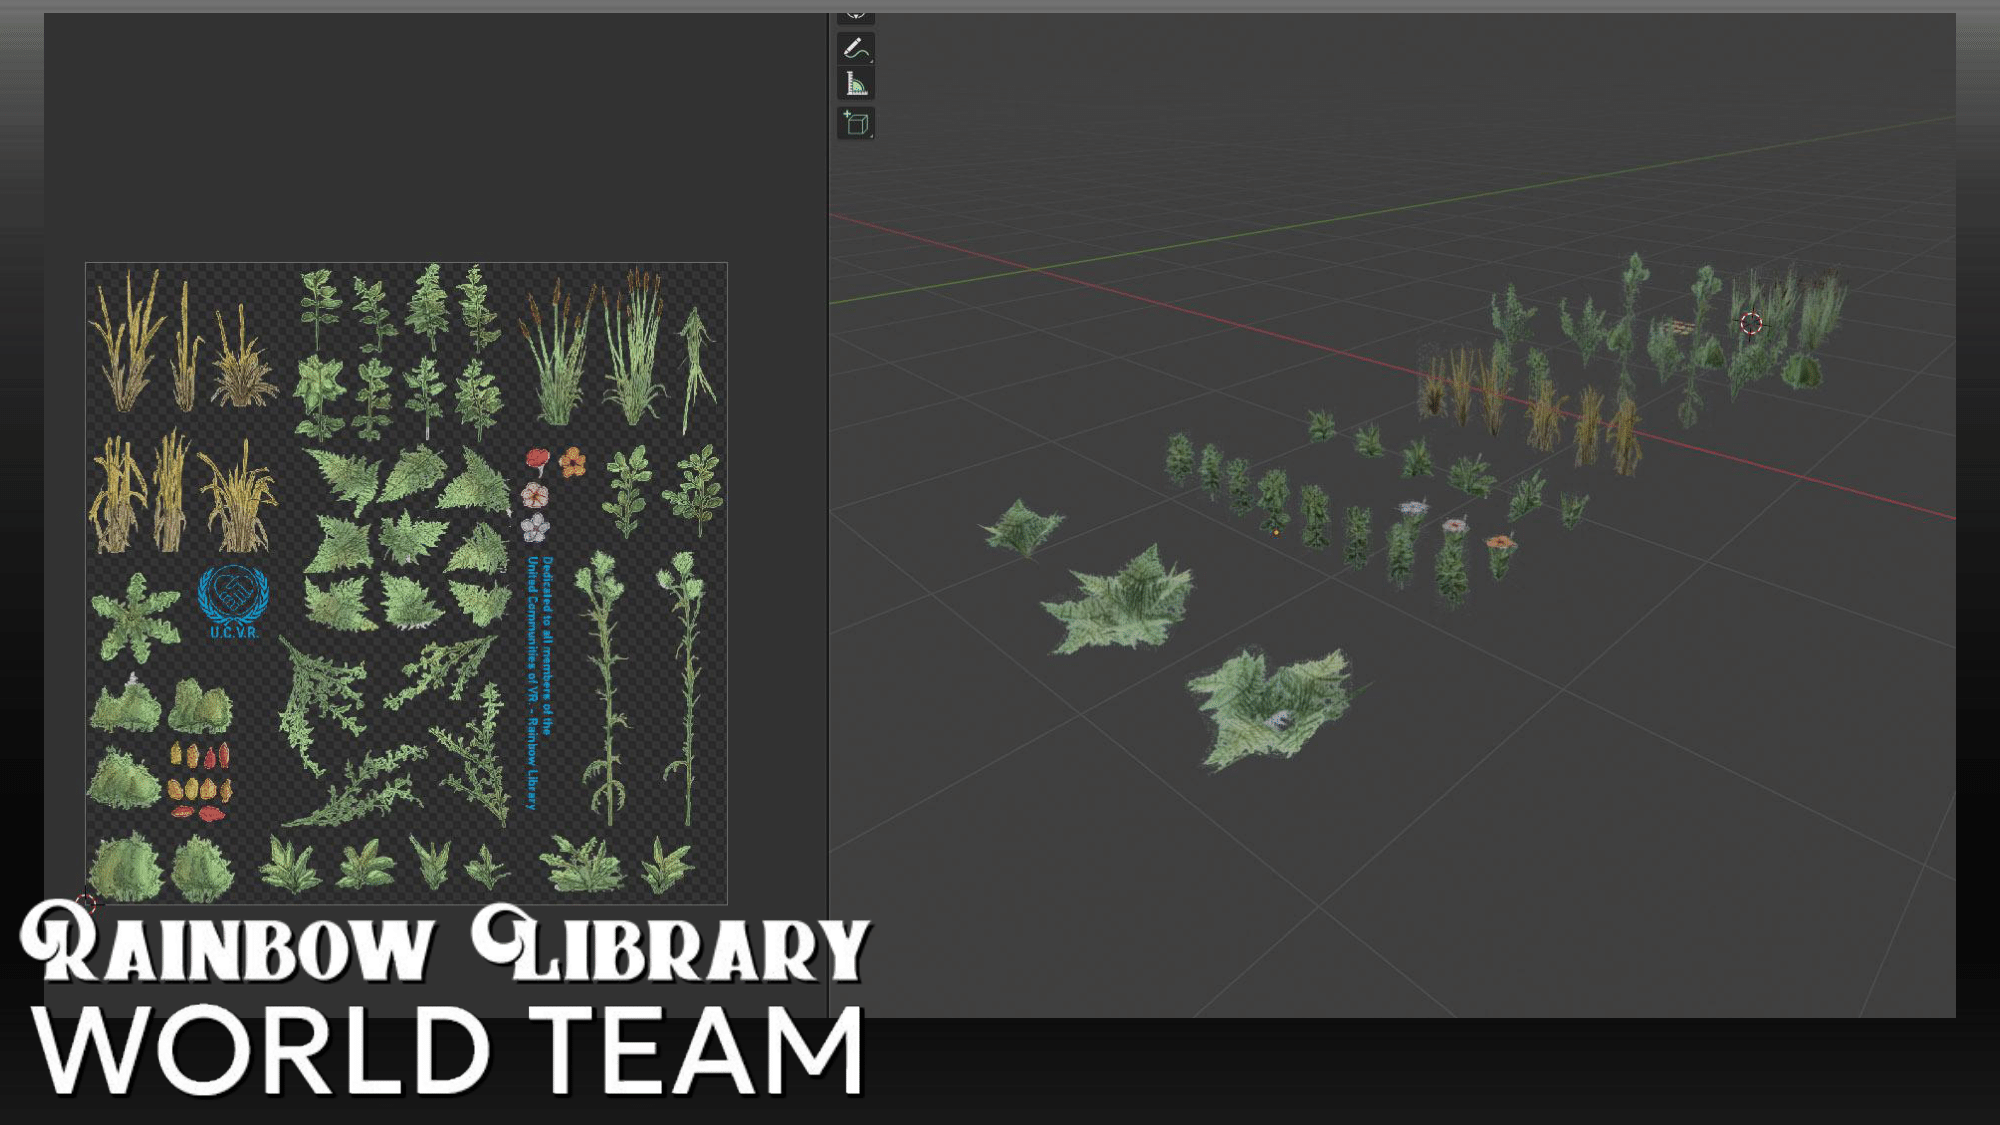 U.C.V.R.
Dedicated to all members of the
United Communities of VR. - Rainbow Library
RAINBOW LIBRARY
WORLD TEAM